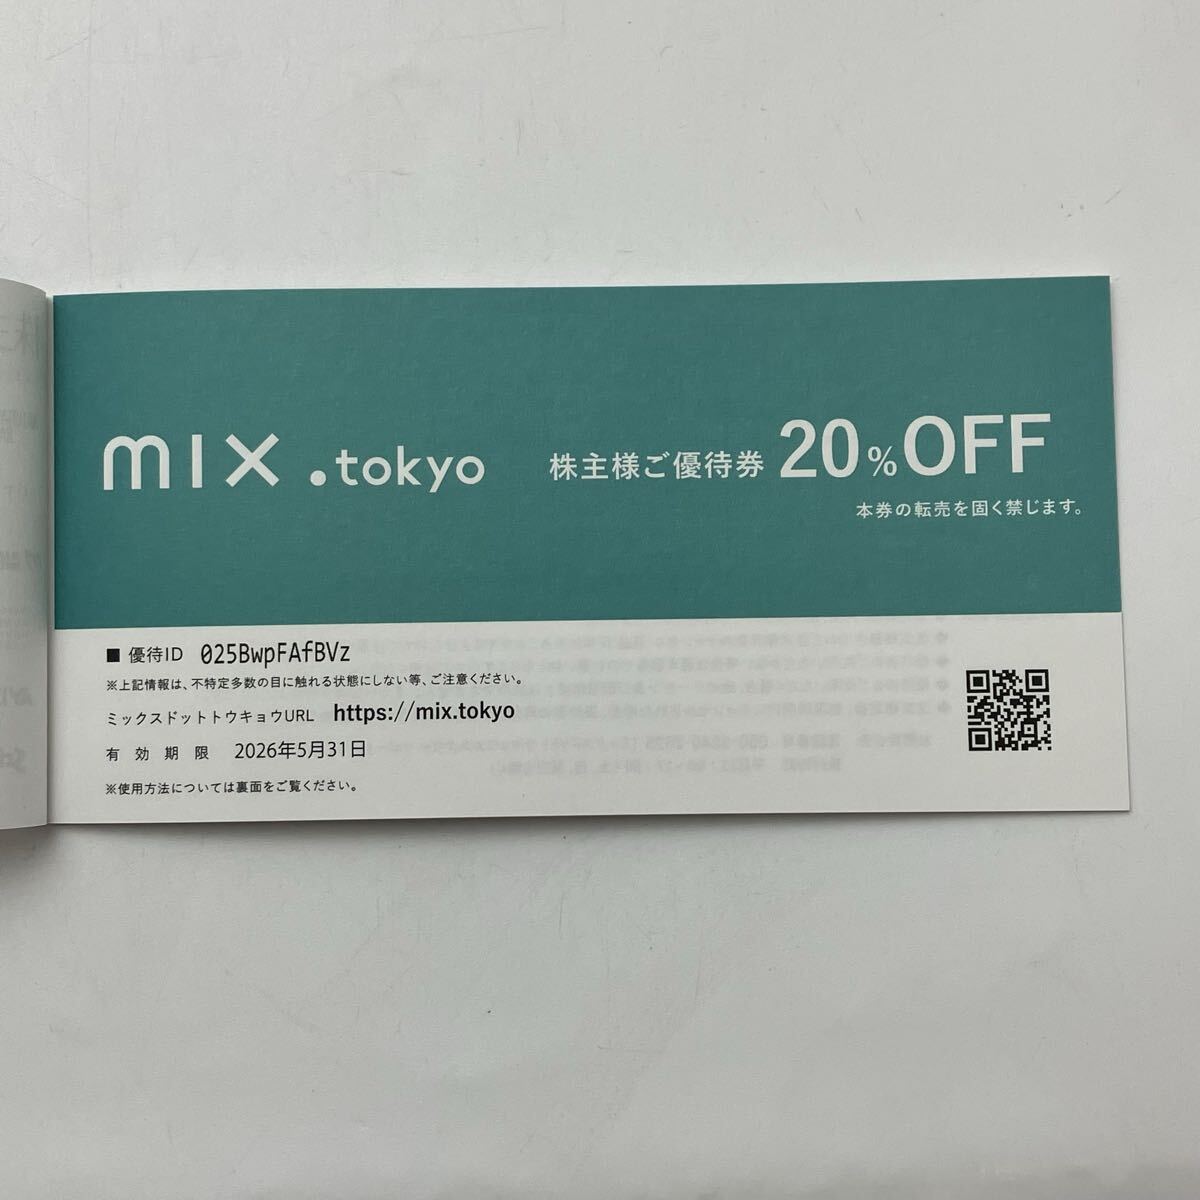 mix.tokyo 株主様ご優待券 20%OFF
本券の転売を固く禁じます。
■ 優待ID 025BwpFAfBVz
※上記情報は、不特定多数の目に触れる状態にしない等、ご注意ください。
ミックスドットトウキョウURL https://mix.tokyo
有効期限 2026年5月31日
※使用方法については裏面をご覧ください。